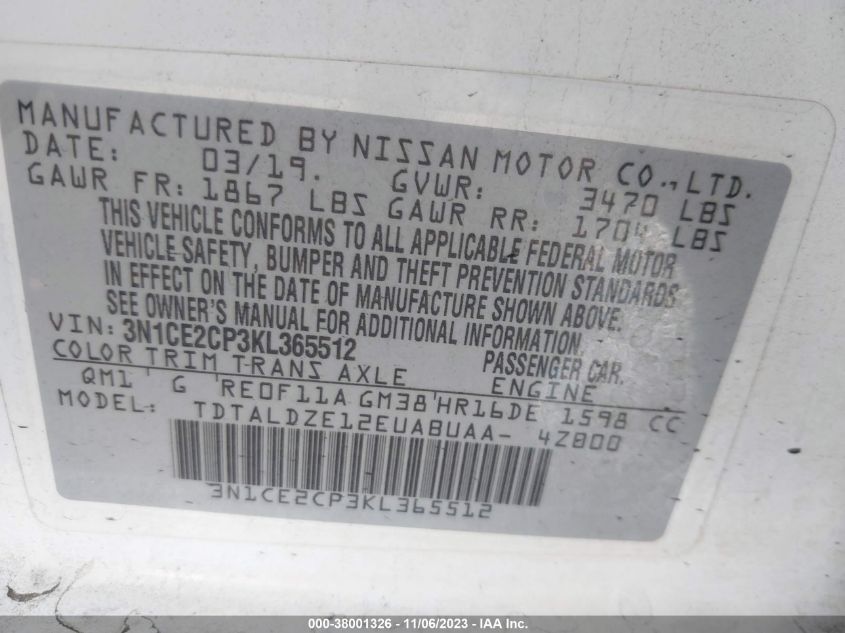 MANUFACTURED BY NISSAN MOTOR CO.,LTD.
DATE: 03/19. GVWR: 3470 LBS
GAWR FR: 1867 LBS GAWR RR: 1704 LBS
THIS VEHICLE CONFORMS TO ALL APPLICABLE FEDERAL MOTOR
VEHICLE SAFETY, BUMPER AND THEFT PREVENTION STANDARDS
IN EFFECT ON THE DATE OF MANUFACTURE SHOWN ABOVE.
SEE OWNER'S MANUAL FOR ADDITIONAL INFORMATION.
VIN: 3N1CE2CP3KL365512 PASSENGER CAR.
COLOR TRIM TRANS AXLE ENGINE
QM1 ' G 'RE0F11A GM38'HR16DE 1598 CC
MODEL: TDTALDZE12EUABUAA- 4Z800
3N1CE2CP3KL365512
000-38001326 - 11/06/2023 - IAA Inc.